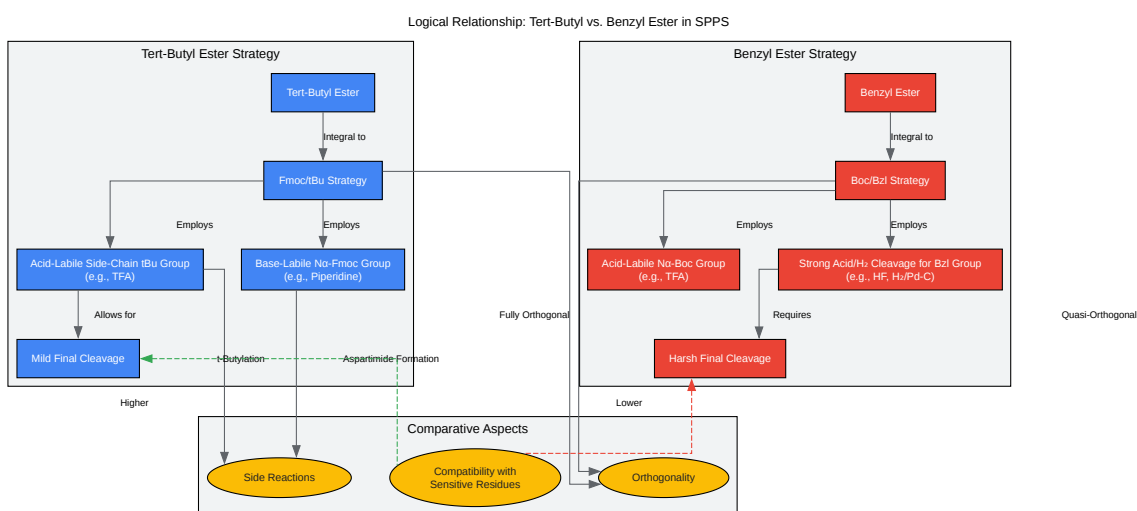 Logical Relationship: Tert-Butyl vs. Benzyl Ester in SPPS
Tert-Butyl Ester Strategy
Benzyl Ester Strategy
Tert-Butyl Ester
Benzyl Ester
Integral to
Integral to
Fmoc/tBu Strategy
Boc/Bzl Strategy
Employs
Employs
Employs
Employs
Acid-Labile Side-Chain tBu Group
(e.g., TFA)
Base-Labile Nα-Fmoc Group
(e.g., Piperidine)
Acid-Labile Nα-Boc Group
(e.g., TFA)
Strong Acid/H₂ Cleavage for Bzl Group
(e.g., HF, H₂/Pd-C)
Allows for
Fully Orthogonal
Requires
Quasi-Orthogonal
Mild Final Cleavage
t-Butylation
Aspartimide Formation
Harsh Final Cleavage
Higher
Lower
Comparative Aspects
Side Reactions
Compatibility with
Sensitive Residues
Orthogonality